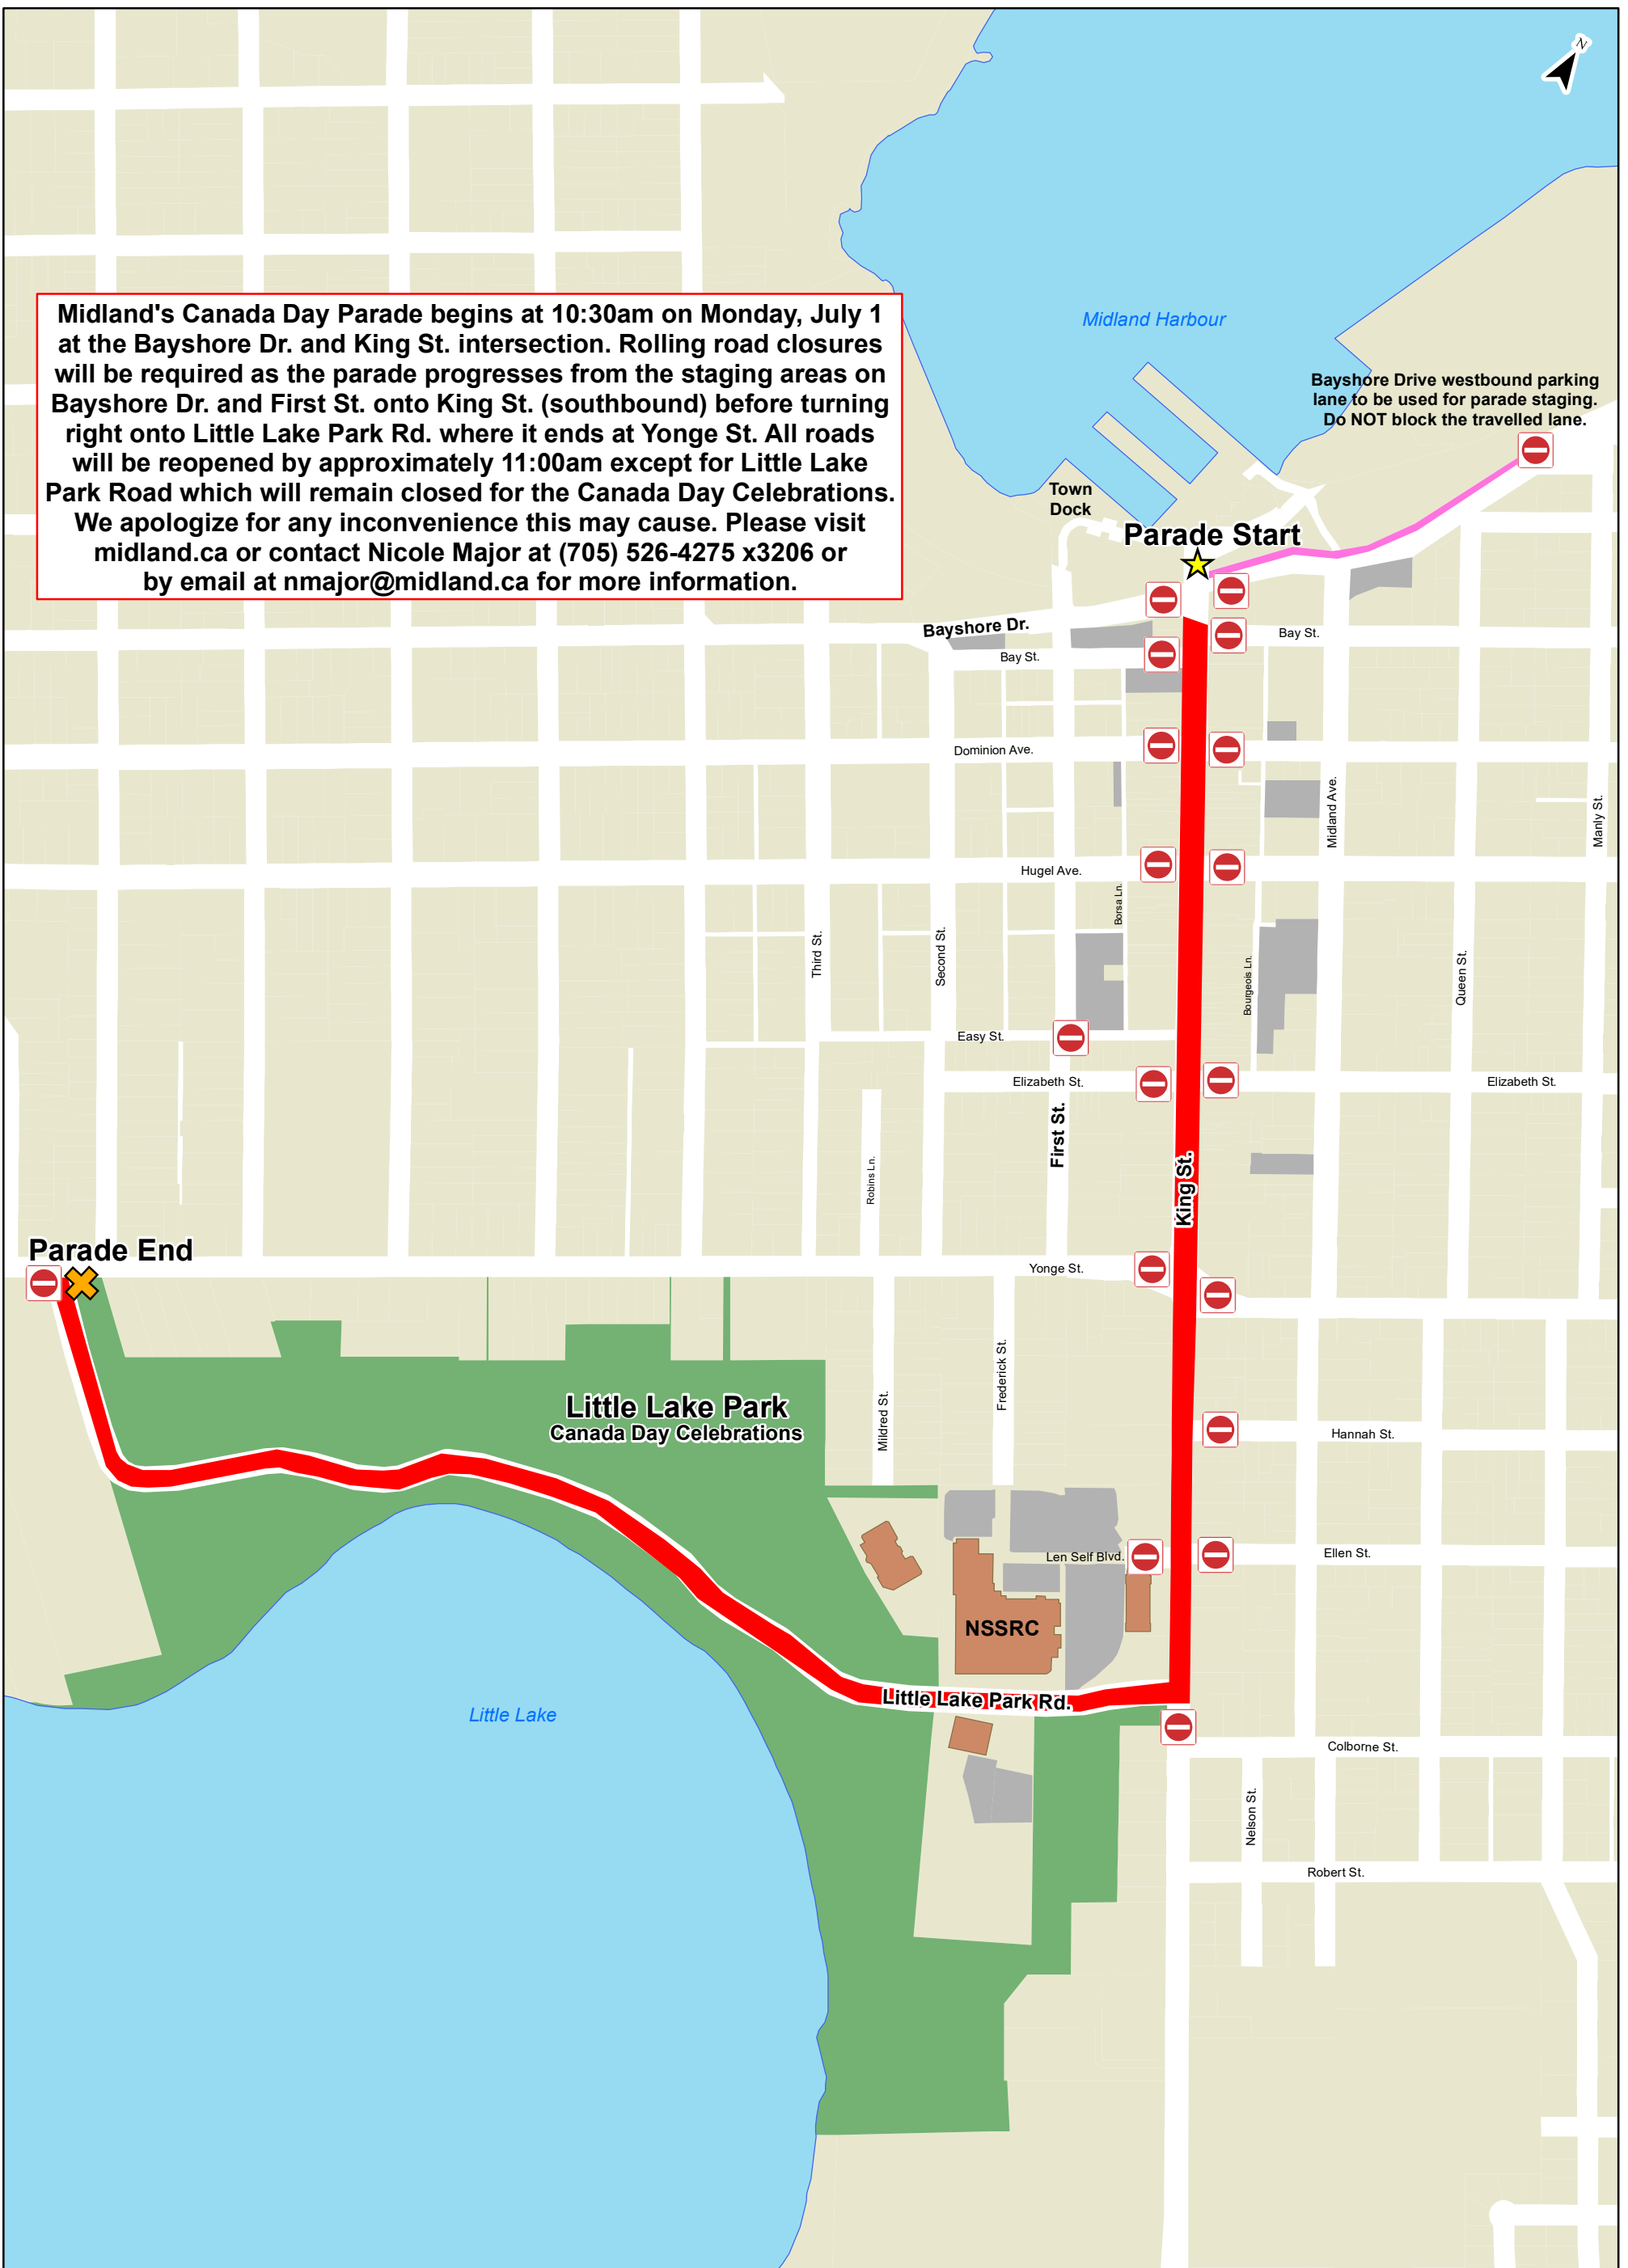 N
Midland's Canada Day Parade begins at 10:30am on Monday, July 1
at the Bayshore Dr. and King St. intersection. Rolling road closures
will be required as the parade progresses from the staging areas on
Bayshore Dr. and First St. onto King St. (southbound) before turning
right onto Little Lake Park Rd. where it ends at Yonge St. All roads
will be reopened by approximately 11:00am except for Little Lake
Park Road which will remain closed for the Canada Day Celebrations.
We apologize for any inconvenience this may cause. Please visit
midland.ca or contact Nicole Major at (705) 526-4275 x3206 or
by email at nmajor@midland.ca for more information.
Midland Harbour
Bayshore Drive westbound parking
lane to be used for parade staging.
Do NOT block the travelled lane.
Town
Dock
Parade Start
Bayshore Dr.
Bay St.
Bay St.
Dominion Ave.
Midland Ave.
Manly St.
Hugel Ave.
Borsa Ln.
Third St.
Second St.
Bourgeois Ln.
Queen St.
Easy St.
Elizabeth St.
Elizabeth St.
First St.
Robins Ln.
King St.
Parade End
Yonge St.
Frederick St.
Mildred St.
Little Lake Park
Canada Day Celebrations
Hannah St.
Len Self Blvd.
Ellen St.
NSSRC
Little Lake Park Rd.
Little Lake
Colborne St.
Nelson St.
Robert St.